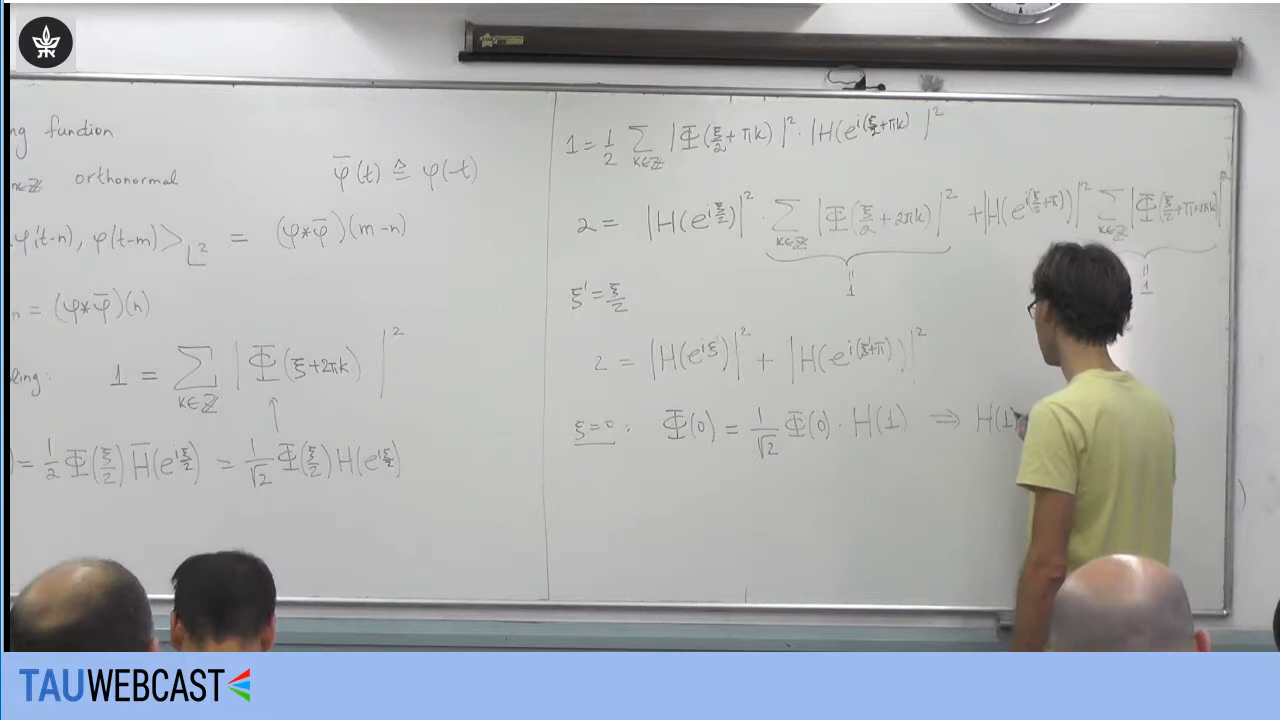 ng function
n∈ℤ orthonormal
φ̄(t) ≜ φ(-t)
φ(t-n), φ(t-m)>_L² = (φ*φ̄)(m-n)
n = (φ*φ̄)(n)
ling: 1 = Σ_{k∈ℤ} |Φ(ξ+2πk)|²
) = 1/2 Φ(ξ/2) H̄(e^{iξ/2}) = 1/√2 Φ(ξ/2) H(e^{iξ/2})
1 = 1/2 Σ_{k∈ℤ} |Φ(ξ/2+πk)|² · |H(e^{i(ξ/2+πk)})|²
2 = |H(e^{iξ/2})|² · Σ_{k∈ℤ} |Φ(ξ/2+2πk)|² + |H(e^{i(ξ/2+π)})|² Σ_{k∈ℤ} |Φ(ξ/2+π+2πk)|²
= 1
= 1
ξ' = ξ/2
2 = |H(e^{iξ})|² + |H(e^{i(ξ+π)})|²
ξ=0: Φ(0) = 1/√2 Φ(0) · H(1) ⟹ H(1)
)
TAUWEBCAST